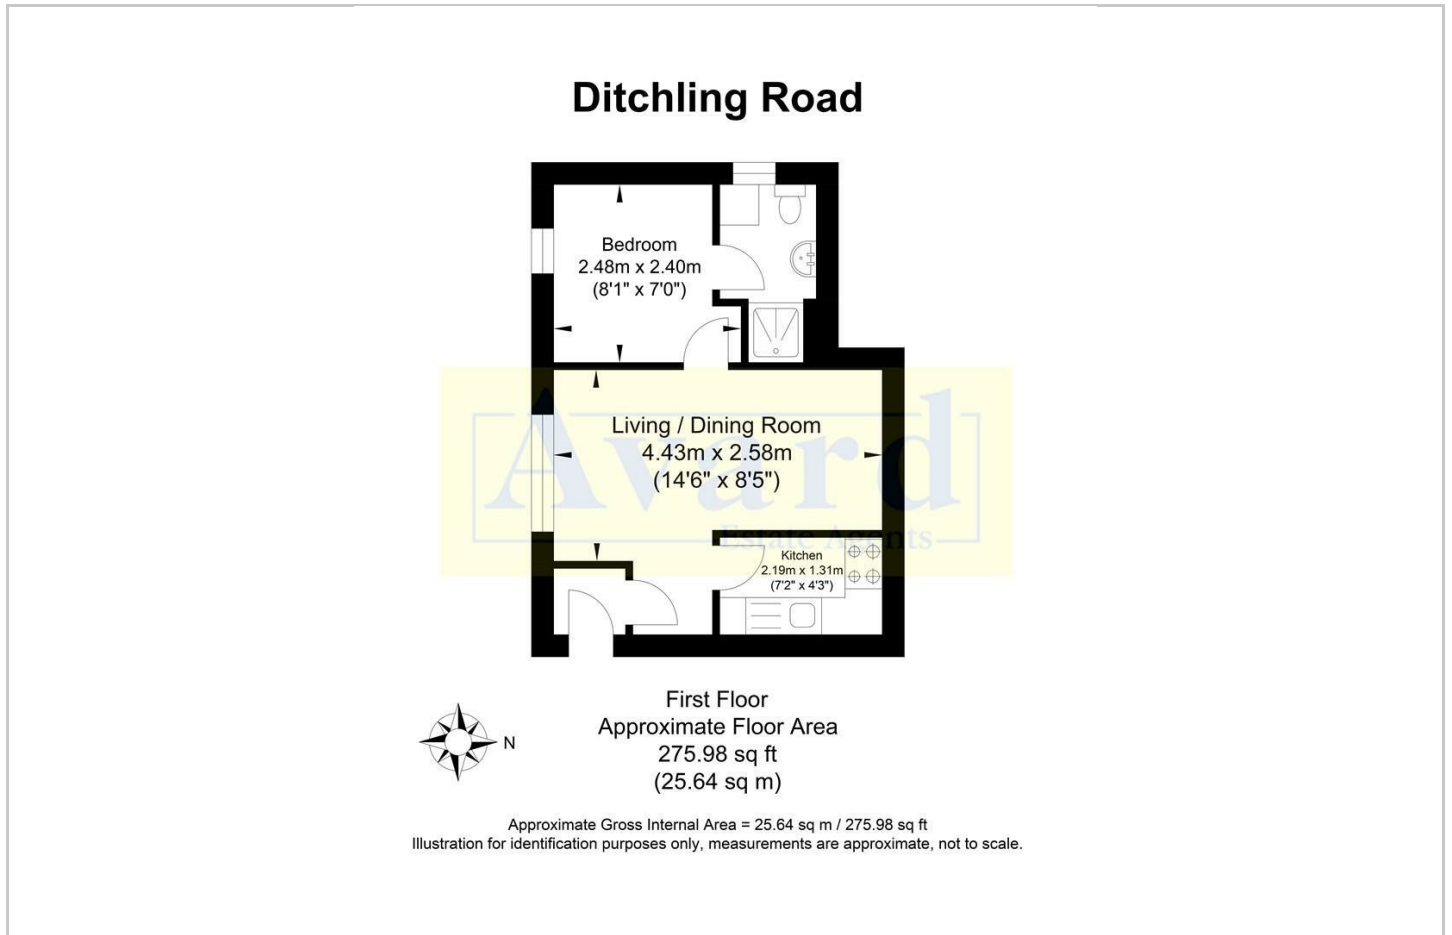 Ditchling Road
Bedroom
2.48m x 2.40m
(8'1" x 7'0")
Living / Dining Room
4.43m x 2.58m
(14'6" x 8'5")
Avard
Estate Agents
Kitchen
2.19m x 1.31m
(7'2" x 4'3")
N
First Floor
Approximate Floor Area
275.98 sq ft
(25.64 sq m)
Approximate Gross Internal Area = 25.64 sq m / 275.98 sq ft
Illustration for identification purposes only, measurements are approximate, not to scale.